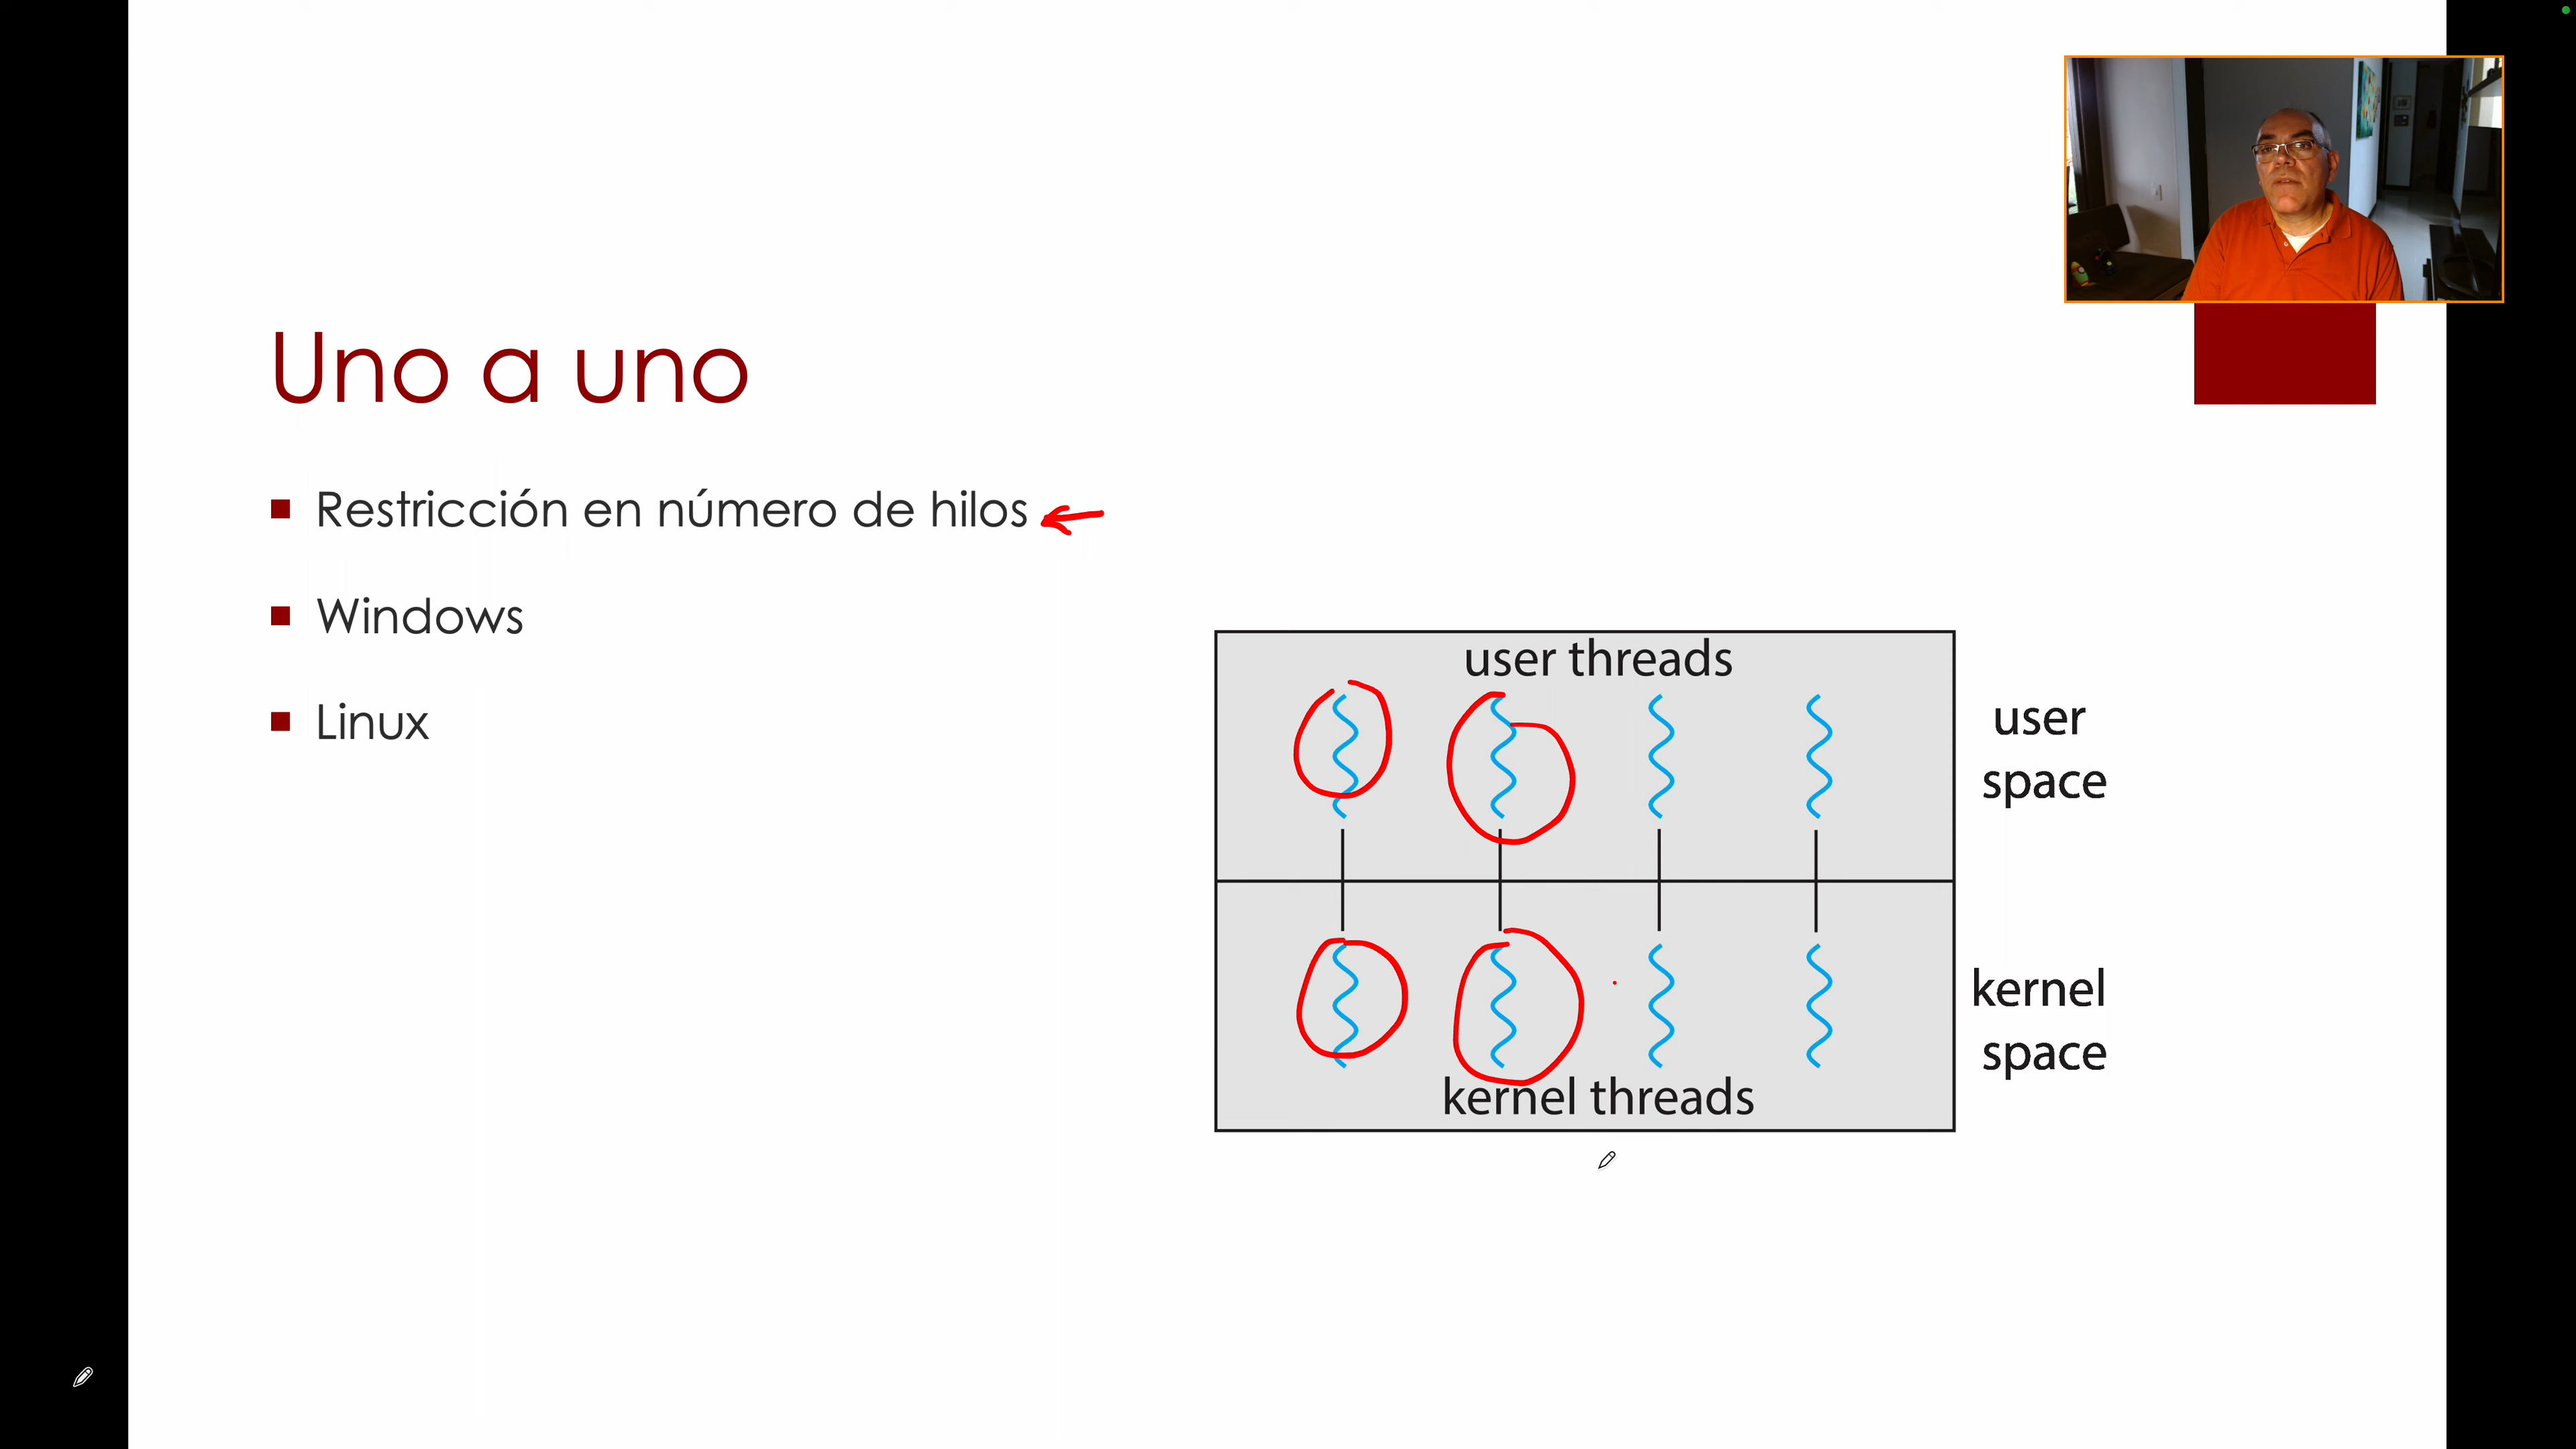 Uno a uno
Restricción en número de hilos
Windows
Linux
user threads
user
space
kernel
space
kernel threads